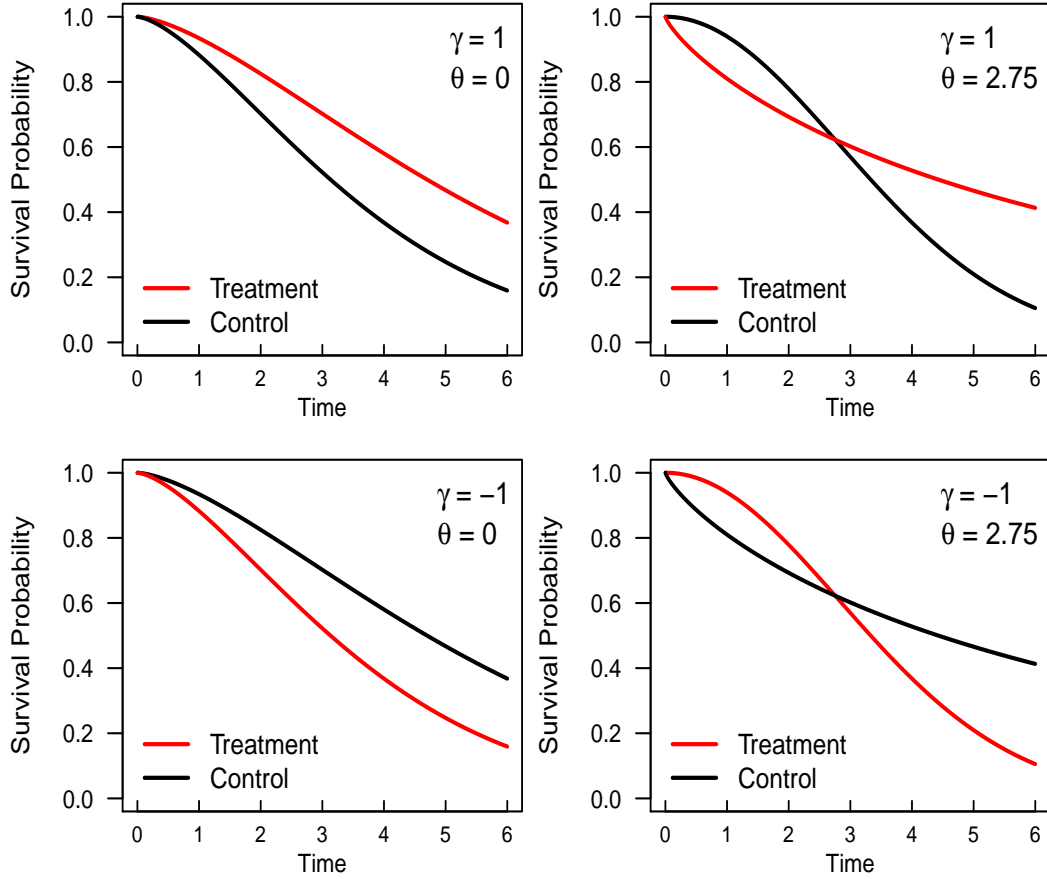 Survival Probability
1.0
0.8
0.6
0.4
0.2
0.0
γ = 1
θ = 0
Treatment
Control
0 1 2 3 4 5 6
Time
Survival Probability
1.0
0.8
0.6
0.4
0.2
0.0
γ = 1
θ = 2.75
Treatment
Control
0 1 2 3 4 5 6
Time
Survival Probability
1.0
0.8
0.6
0.4
0.2
0.0
γ = −1
θ = 0
Treatment
Control
0 1 2 3 4 5 6
Time
Survival Probability
1.0
0.8
0.6
0.4
0.2
0.0
γ = −1
θ = 2.75
Treatment
Control
0 1 2 3 4 5 6
Time